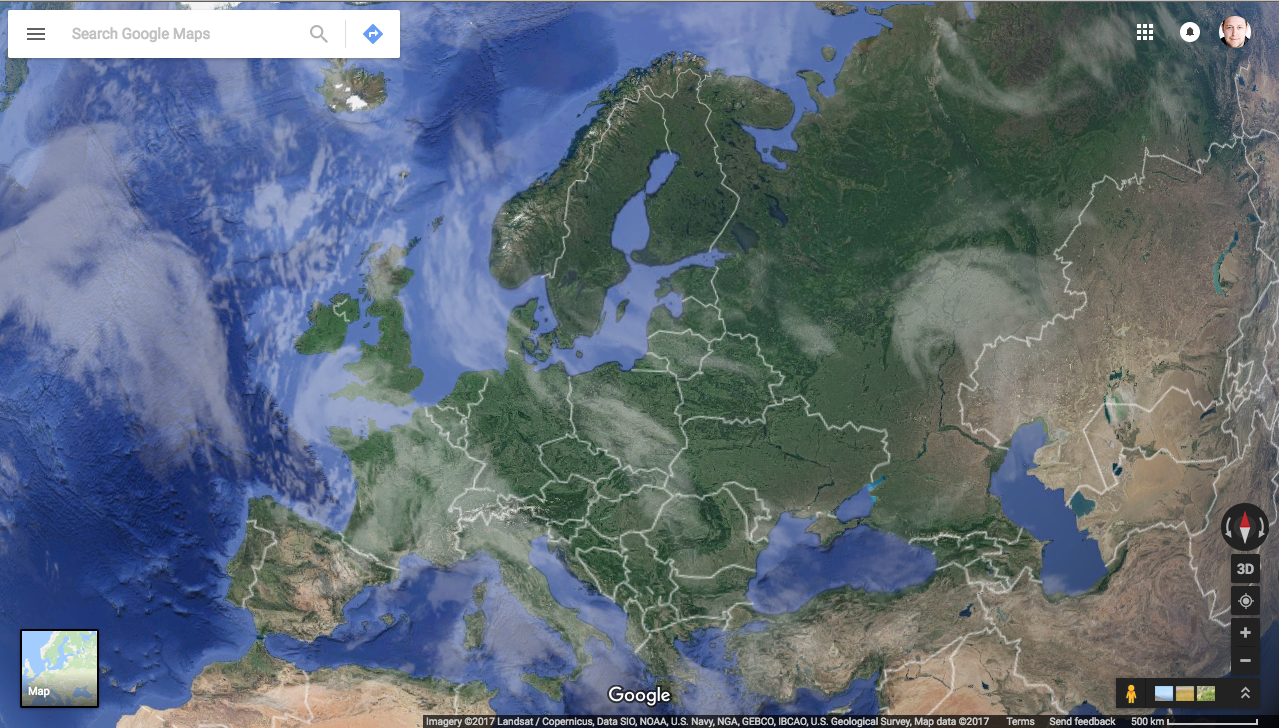 Search Google Maps
3D
Map
Google
Imagery ©2017 Landsat / Copernicus, Data SIO, NOAA, U.S. Navy, NGA, GEBCO, IBCAO, U.S. Geological Survey, Map data ©2017 Terms Send feedback 500 km